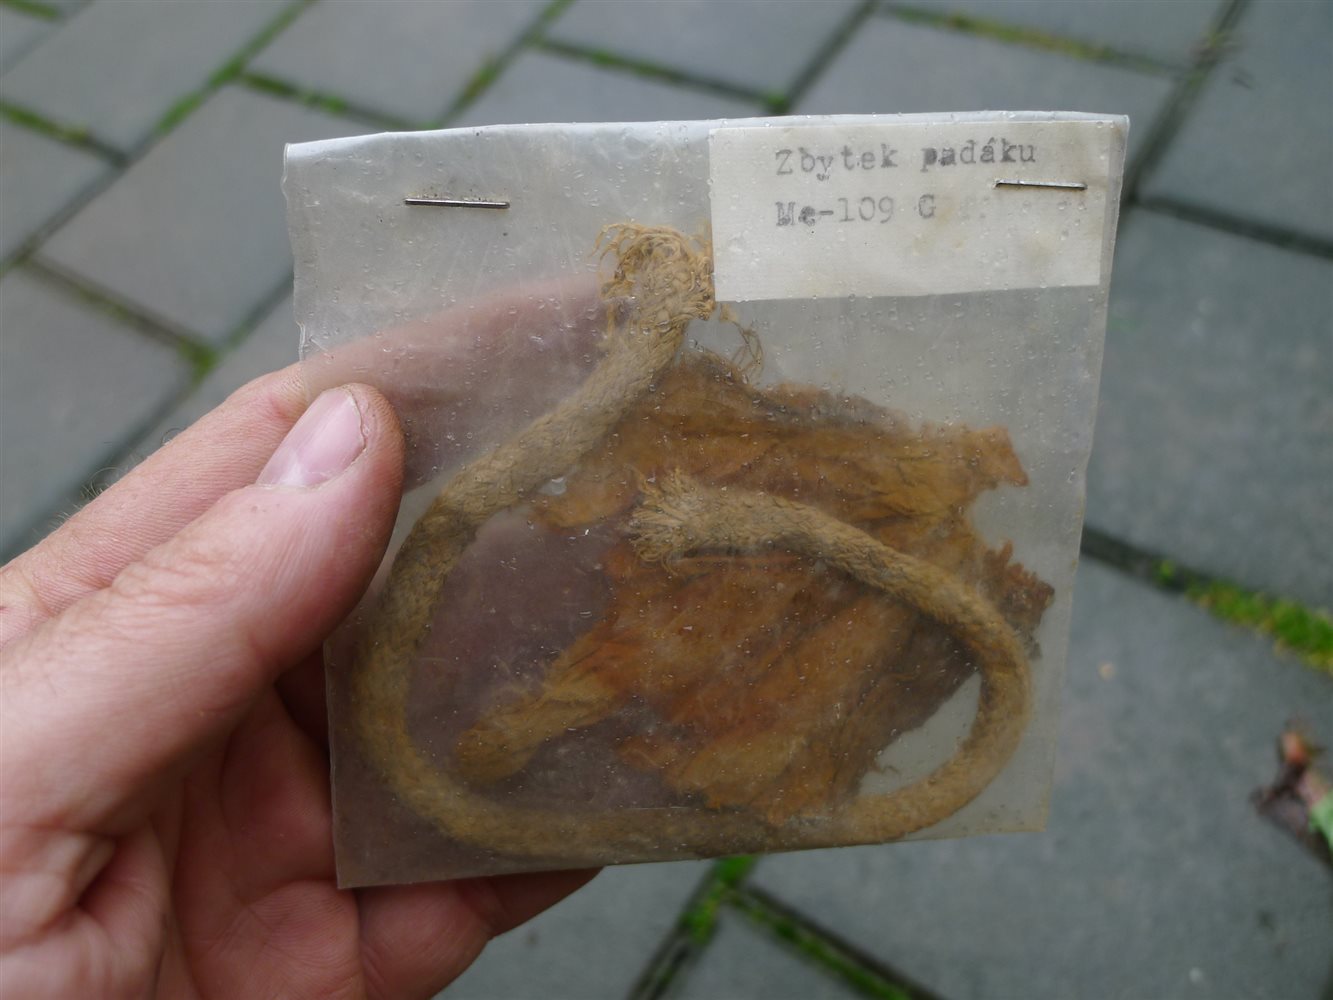 Zbytek padáku
Me-109 G